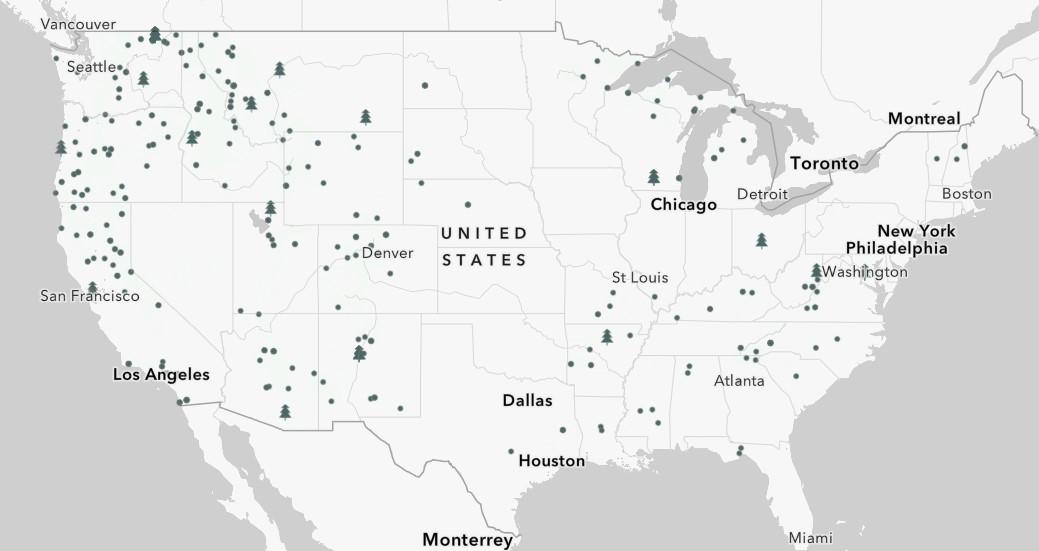 Vancouver
Seattle
Montreal
Toronto
Chicago
Detroit
Boston
New York
Philadelphia
UNITED
STATES
Denver
St Louis
Washington
San Francisco
Los Angeles
Atlanta
Dallas
Houston
Monterrey
Miami